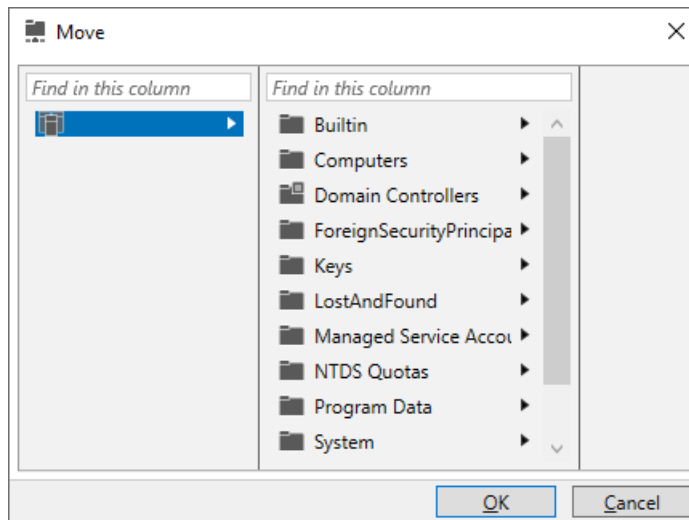 Move
Find in this column
Find in this column
Builtin
Computers
Domain Controllers
ForeignSecurityPrincipa
Keys
LostAndFound
Managed Service Accou
NTDS Quotas
Program Data
System
OK
Cancel